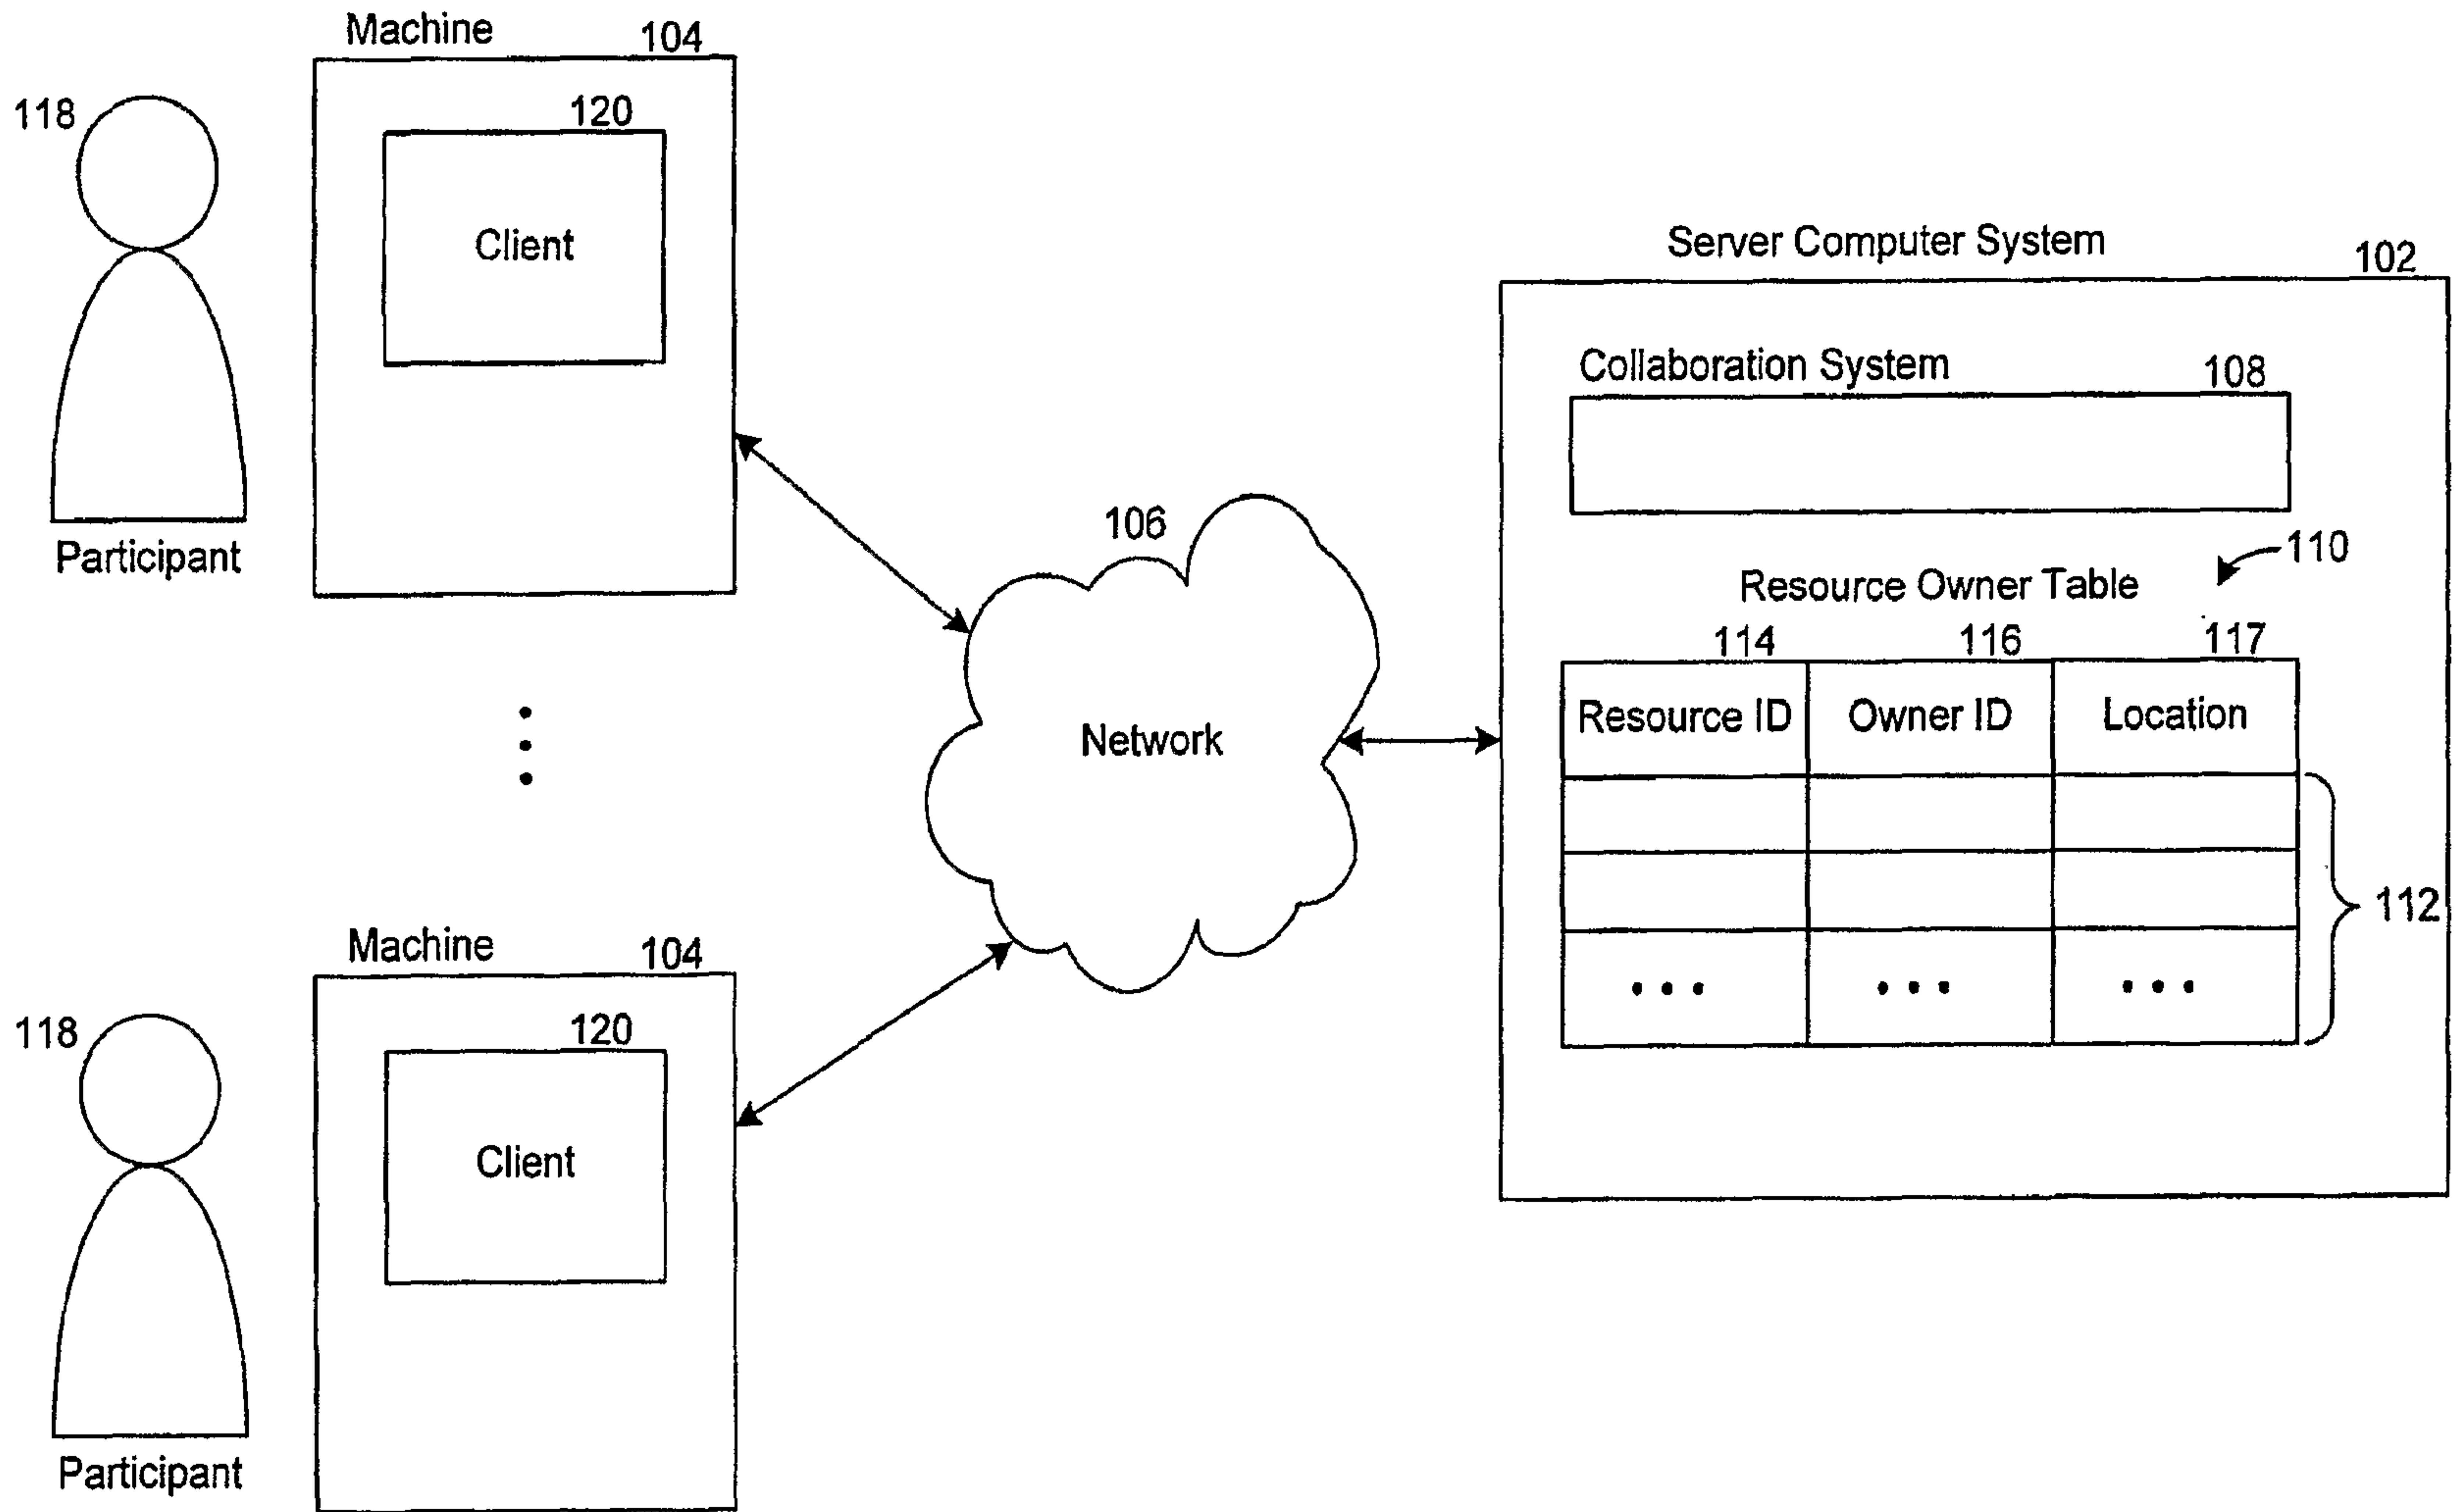 Machine 104
118
120
Client
Participant
Machine 104
118
120
Client
Participant
106
Network
Server Computer System
102
Collaboration System 108
110
Resource Owner Table
114 116 117
Resource ID Owner ID Location
112